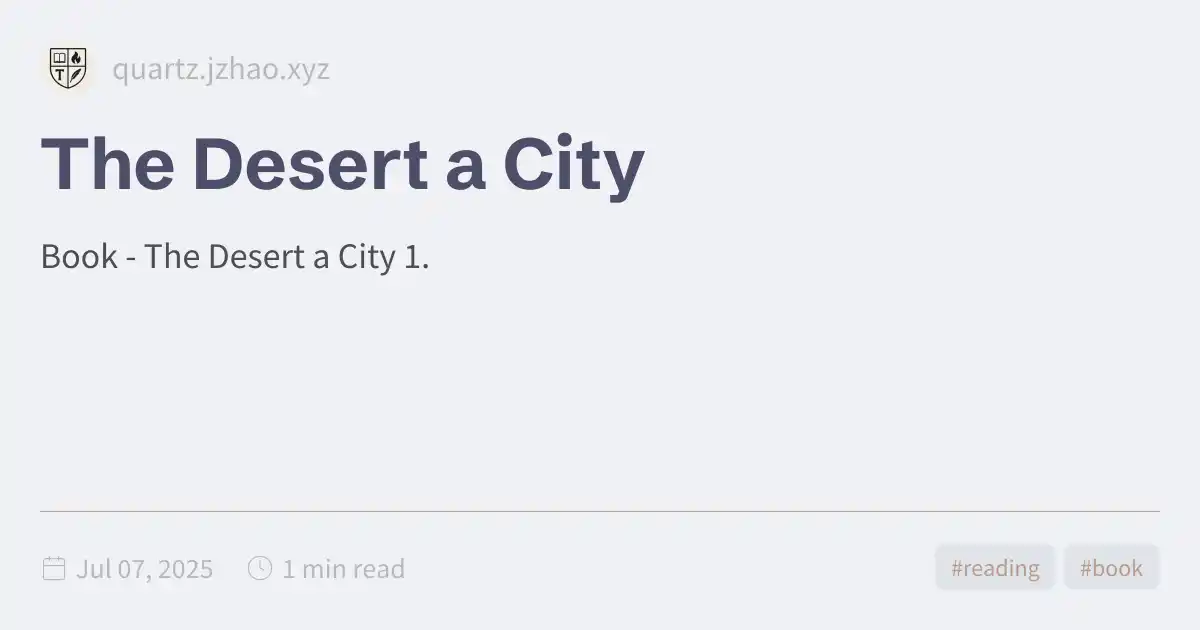 T
quartz.jzhao.xyz
The Desert a City
Book - The Desert a City 1.
Jul 07, 2025 1 min read #reading #book